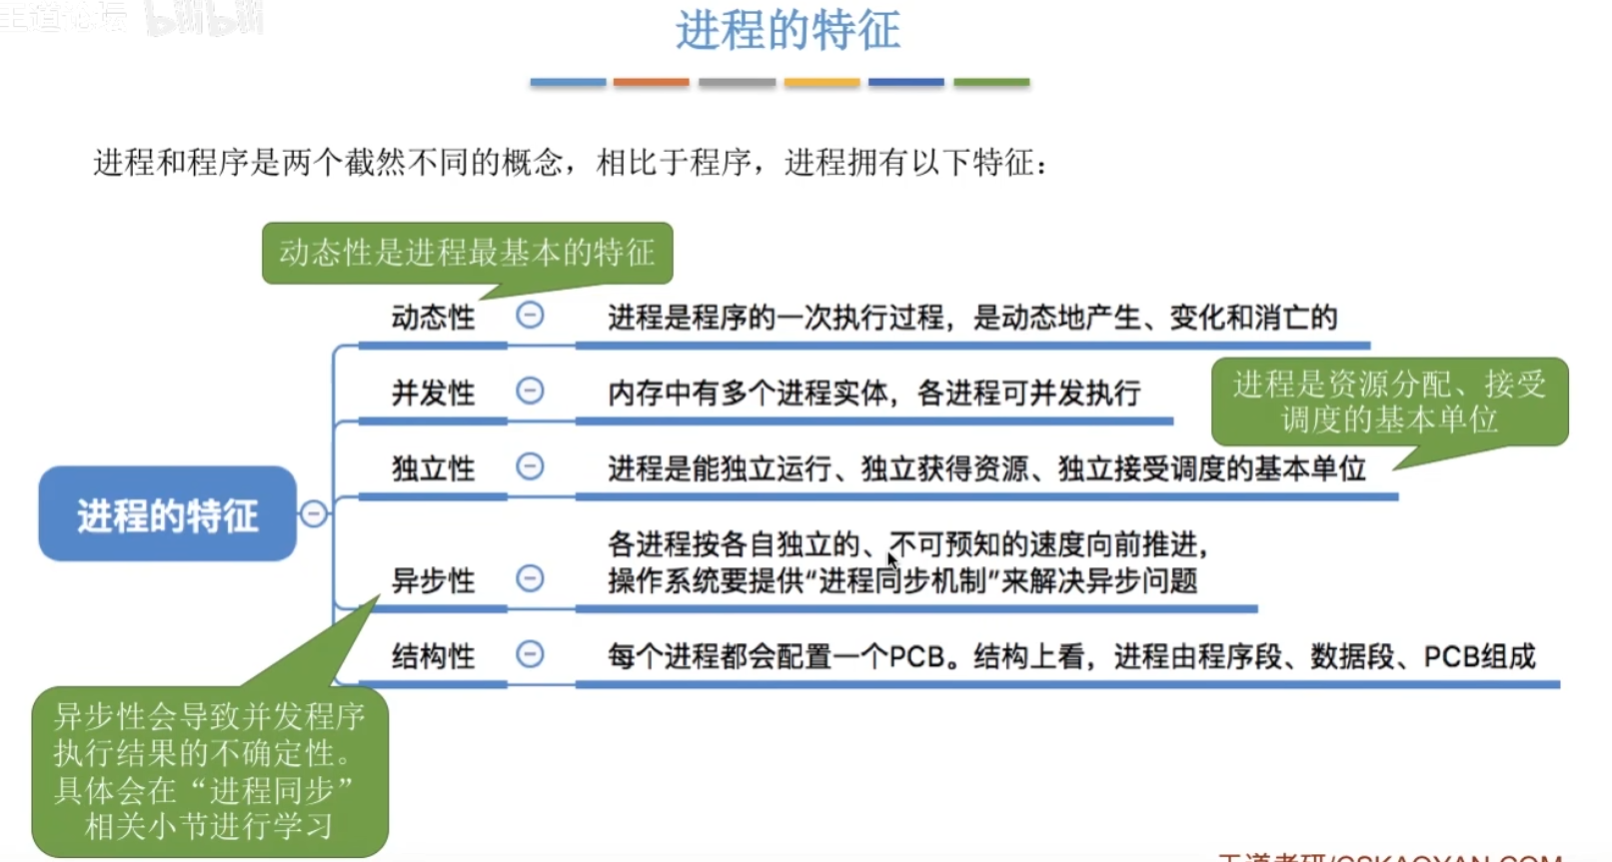 王道论坛 bilibili
进程的特征
进程和程序是两个截然不同的概念，相比于程序，进程拥有以下特征：
动态性是进程最基本的特征
动态性
进程是程序的一次执行过程，是动态地产生、变化和消亡的
并发性
内存中有多个进程实体，各进程可并发执行
进程是资源分配、接受
调度的基本单位
独立性
进程是能独立运行、独立获得资源、独立接受调度的基本单位
进程的特征
异步性
各进程按各自独立的、不可预知的速度向前推进，
操作系统要提供“进程同步机制”来解决异步问题
结构性
每个进程都会配置一个PCB。结构上看，进程由程序段、数据段、PCB组成
异步性会导致并发程序
执行结果的不确定性。
具体会在“进程同步”
相关小节进行学习
王道考研/CSKAOYAN.COM